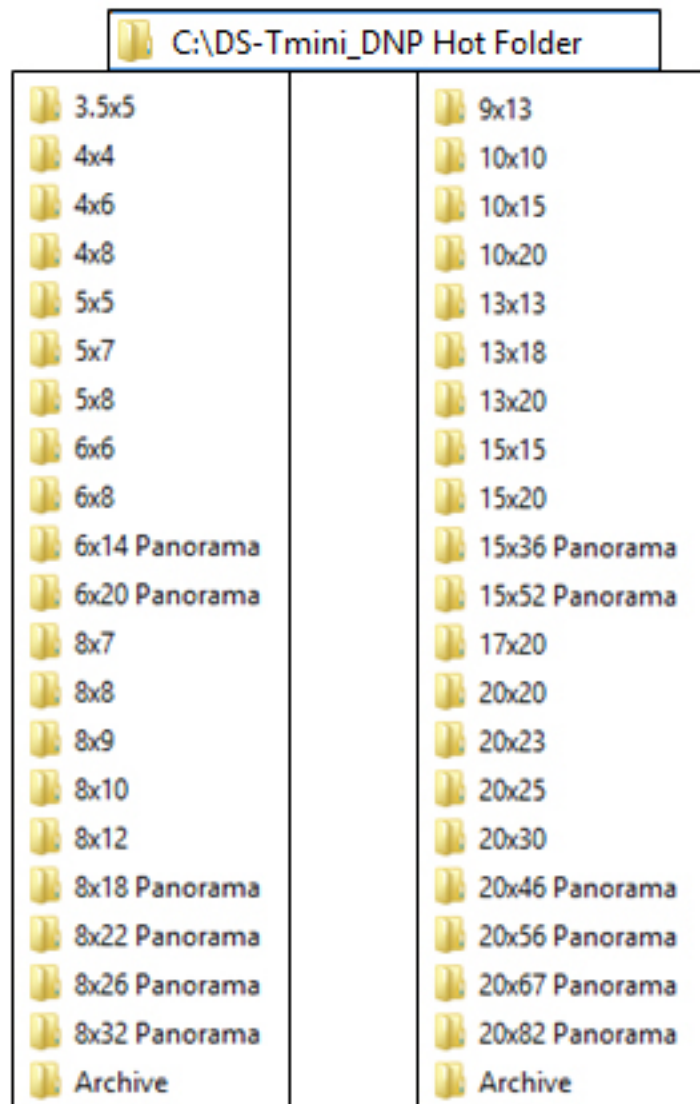 C:\DS-Tmini_DNP Hot Folder
3.5x5
4x4
4x6
4x8
5x5
5x7
5x8
6x6
6x8
6x14 Panorama
6x20 Panorama
8x7
8x8
8x9
8x10
8x12
8x18 Panorama
8x22 Panorama
8x26 Panorama
8x32 Panorama
Archive
9x13
10x10
10x15
10x20
13x13
13x18
13x20
15x15
15x20
15x36 Panorama
15x52 Panorama
17x20
20x20
20x23
20x25
20x30
20x46 Panorama
20x56 Panorama
20x67 Panorama
20x82 Panorama
Archive